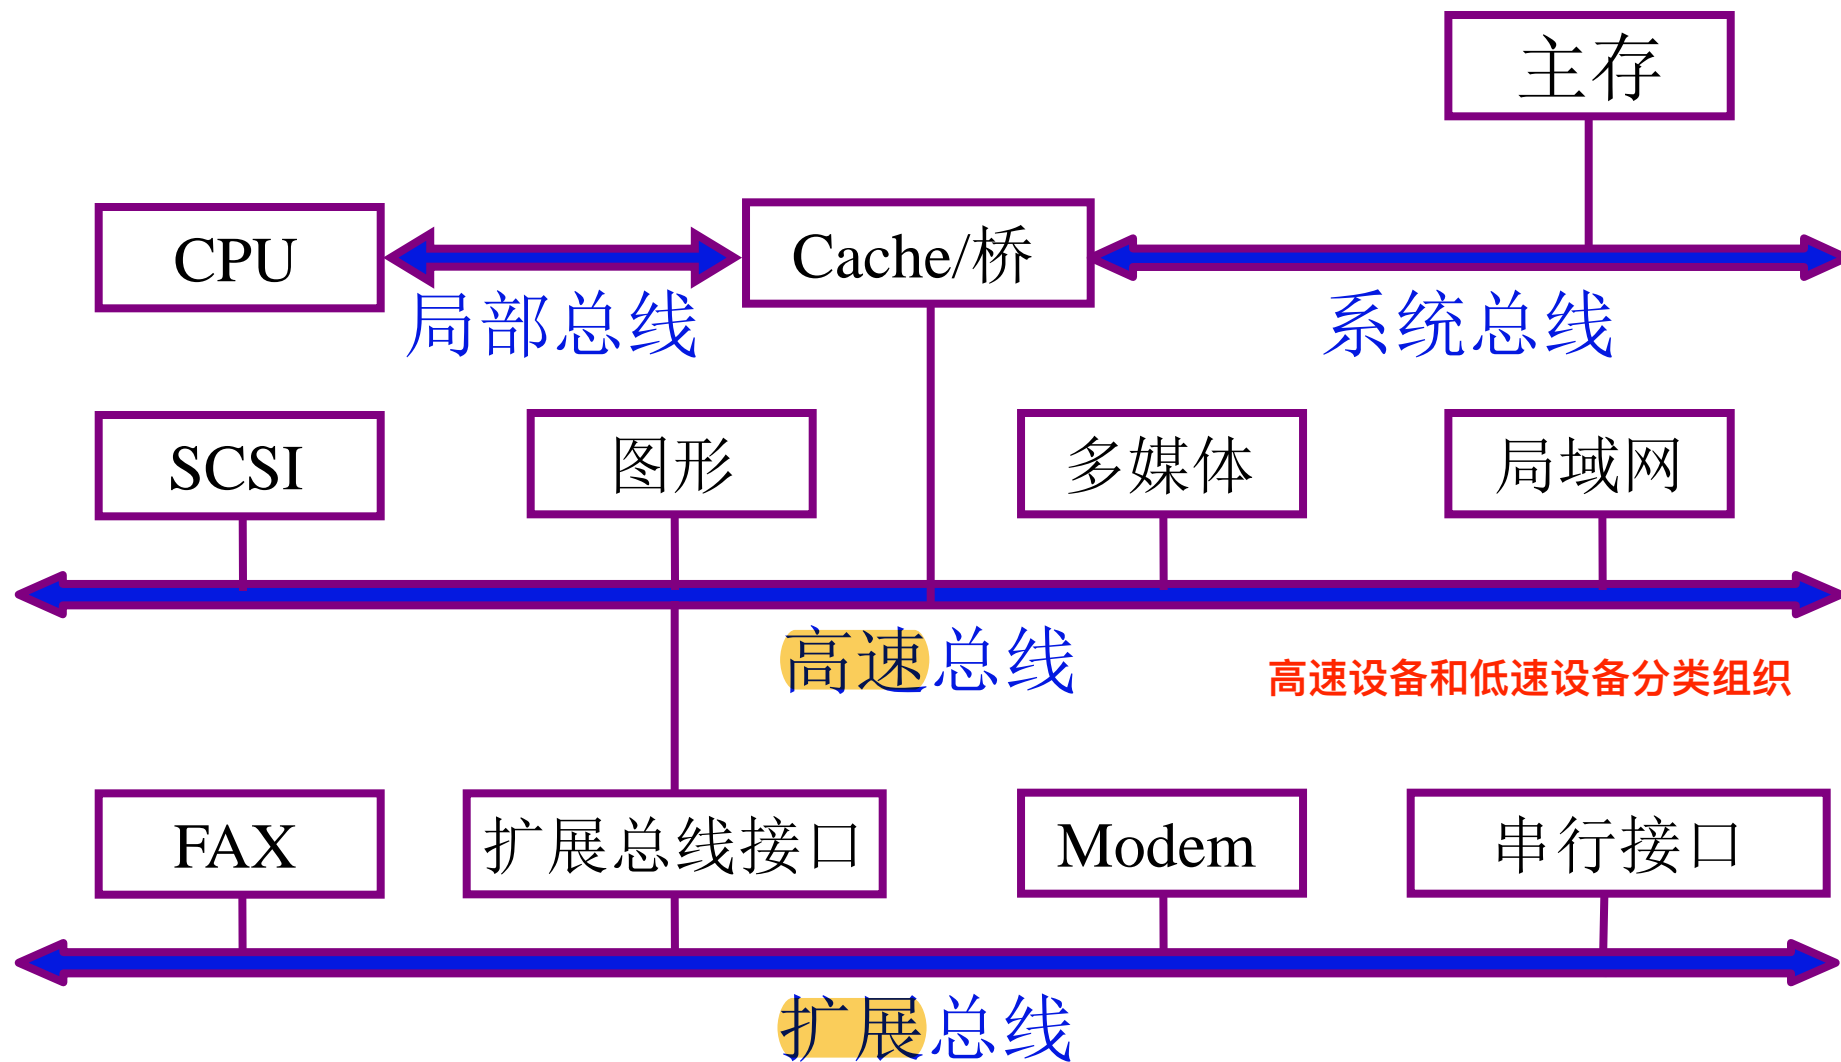 主存
CPU
Cache/桥
局部总线
系统总线
SCSI
图形
多媒体
局域网
高速总线
高速设备和低速设备分类组织
FAX
扩展总线接口
Modem
串行接口
扩展总线